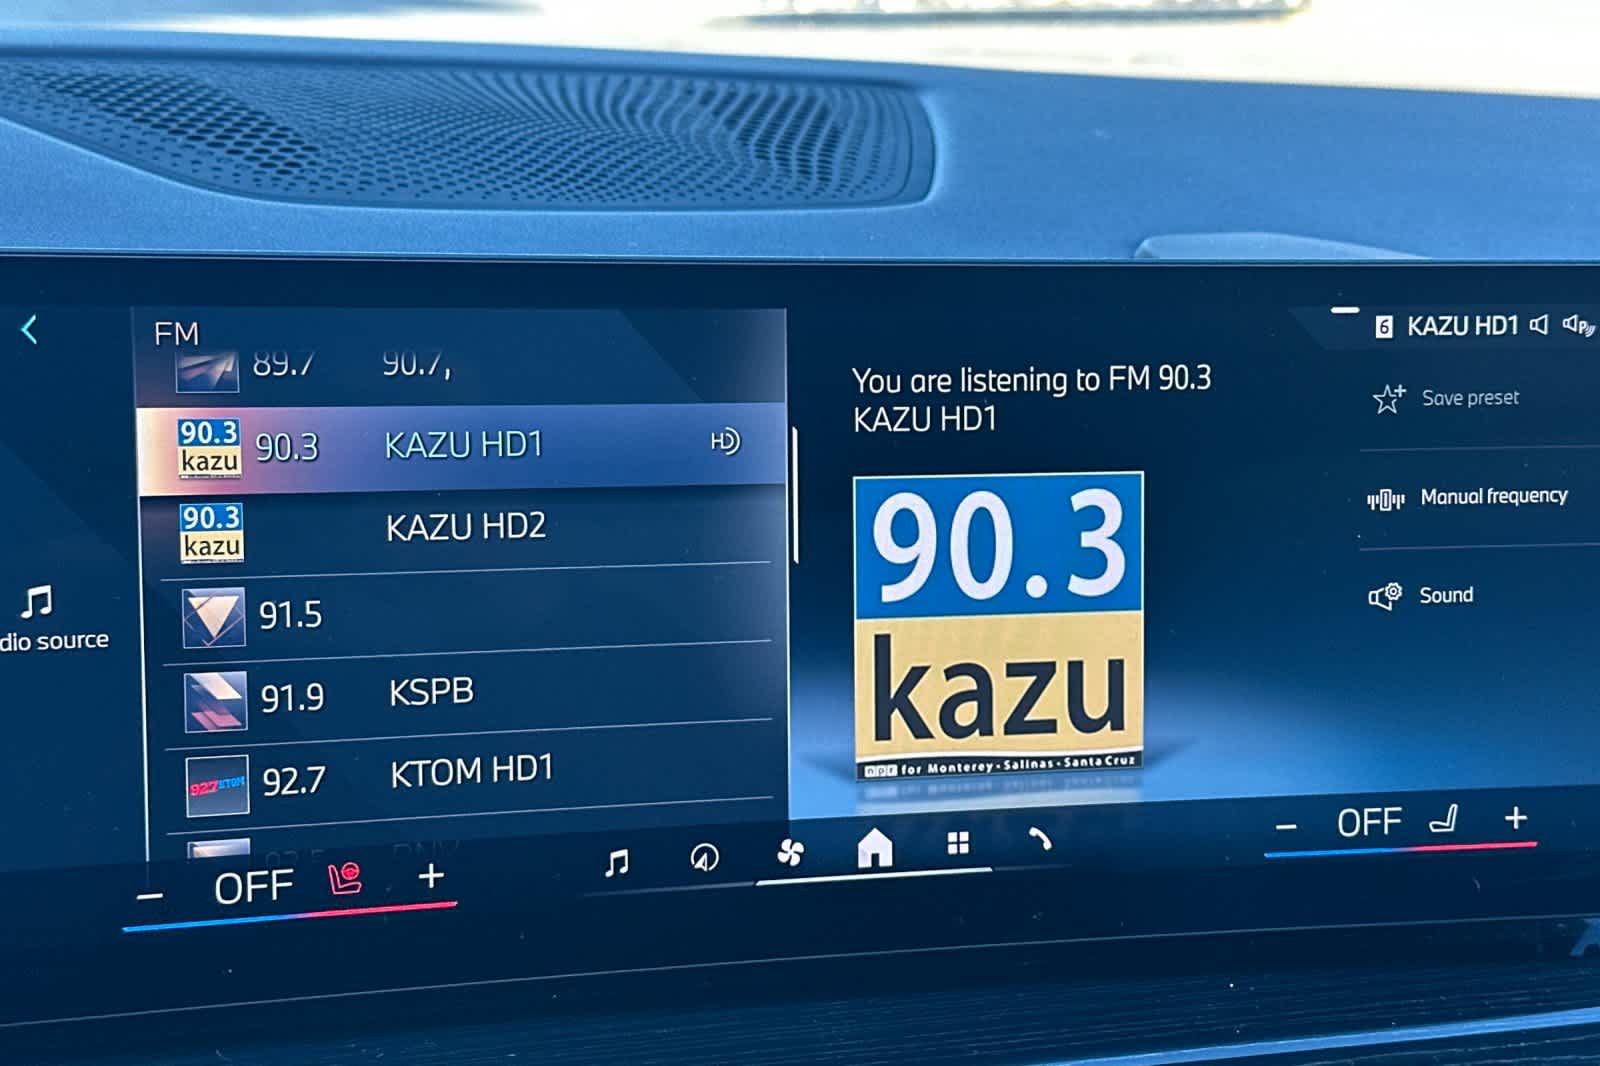 FM
89.7 90.7,
90.3 kazu 90.3 KAZU HD1 HD
90.3 kazu KAZU HD2
91.5
91.9 KSPB
92.7 KTOM 92.7 KTOM HD1
dio source
You are listening to FM 90.3
KAZU HD1
90.3
kazu
npr for Monterey • Salinas • Santa Cruz
6 KAZU HD1
Save preset
Manual frequency
Sound
− OFF +
− OFF +